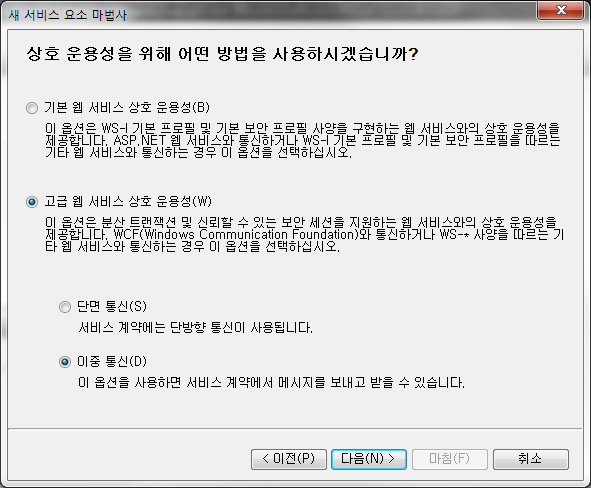 새 서비스 요소 마법사
상호 운용성을 위해 어떤 방법을 사용하시겠습니까?
기본 웹 서비스 상호 운용성(B)
이 옵션은 WS-I 기본 프로필 및 기본 보안 프로필 사양을 구현하는 웹 서비스와의 상호 운용성을
제공합니다. ASP.NET 웹 서비스와 통신하거나 WS-I 기본 프로필 및 기본 보안 프로필을 따르는
기타 웹 서비스와 통신하는 경우 이 옵션을 선택하십시오.
고급 웹 서비스 상호 운용성(W)
이 옵션은 분산 트랜잭션 및 신뢰할 수 있는 보안 세션을 지원하는 웹 서비스와의 상호 운용성을
제공합니다. WCF(Windows Communication Foundation)와 통신하거나 WS-* 사양을 따르는 기
타 웹 서비스와 통신하는 경우 이 옵션을 선택하십시오.
단면 통신(S)
서비스 계약에는 단방향 통신이 사용됩니다.
이중 통신(D)
이 옵션을 사용하면 서비스 계약에서 메시지를 보내고 받을 수 있습니다.
< 이전(P) 다음(N) > 마침(F) 취소